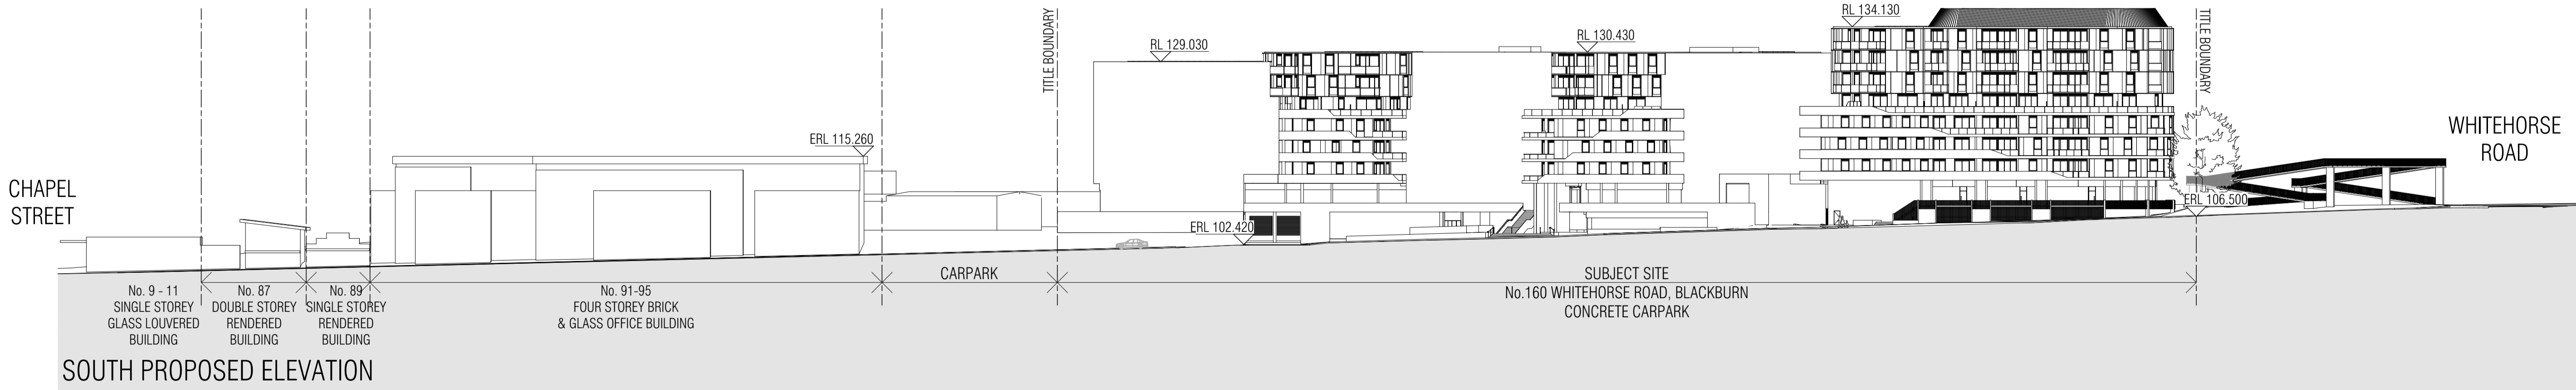 TITLE BOUNDARY
RL 129.030
RL 130.430
RL 134.130
TITLE BOUNDARY
ERL 115.260
WHITEHORSE
ROAD
CHAPEL
STREET
ERL 102.420
ERL 106.500
CARPARK
SUBJECT SITE
No.160 WHITEHORSE ROAD, BLACKBURN
CONCRETE CARPARK
No. 9 - 11
SINGLE STOREY
GLASS LOUVERED
BUILDING
No. 87
DOUBLE STOREY
RENDERED
BUILDING
No. 89
SINGLE STOREY
RENDERED
BUILDING
No. 91-95
FOUR STOREY BRICK
& GLASS OFFICE BUILDING
SOUTH PROPOSED ELEVATION